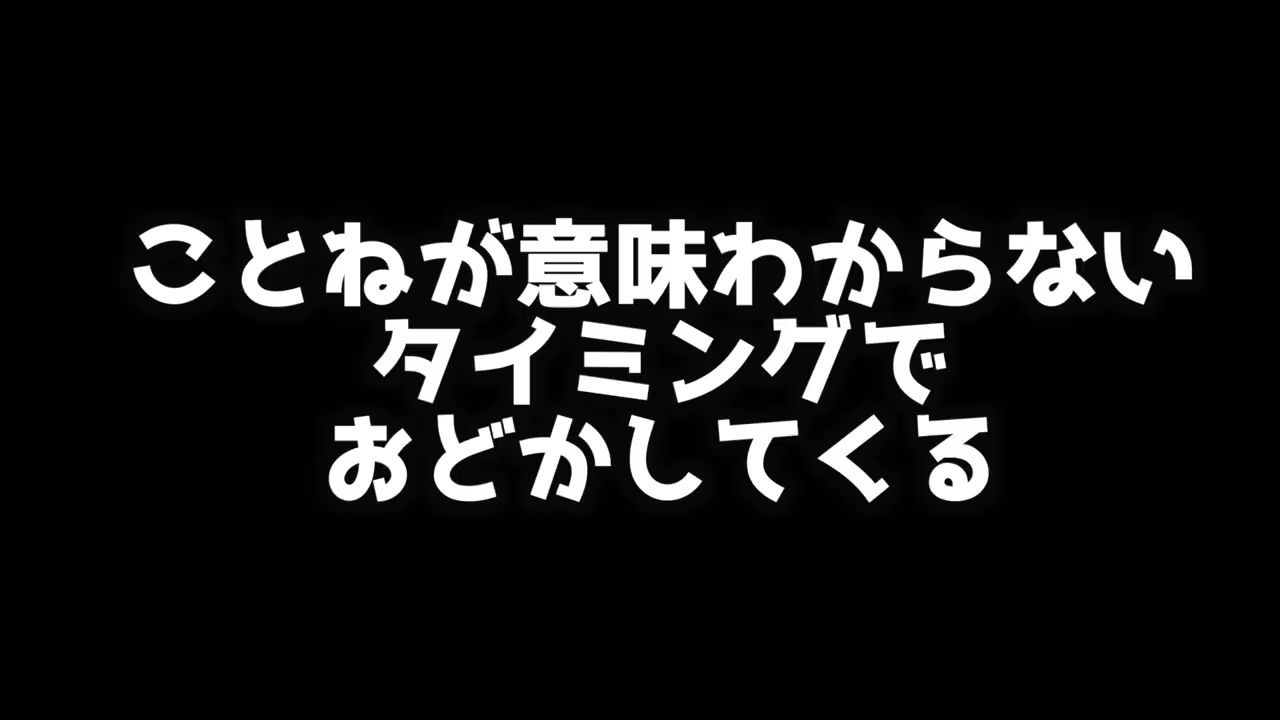 ことねが意味わからない
タイミングで
おどかしてくる